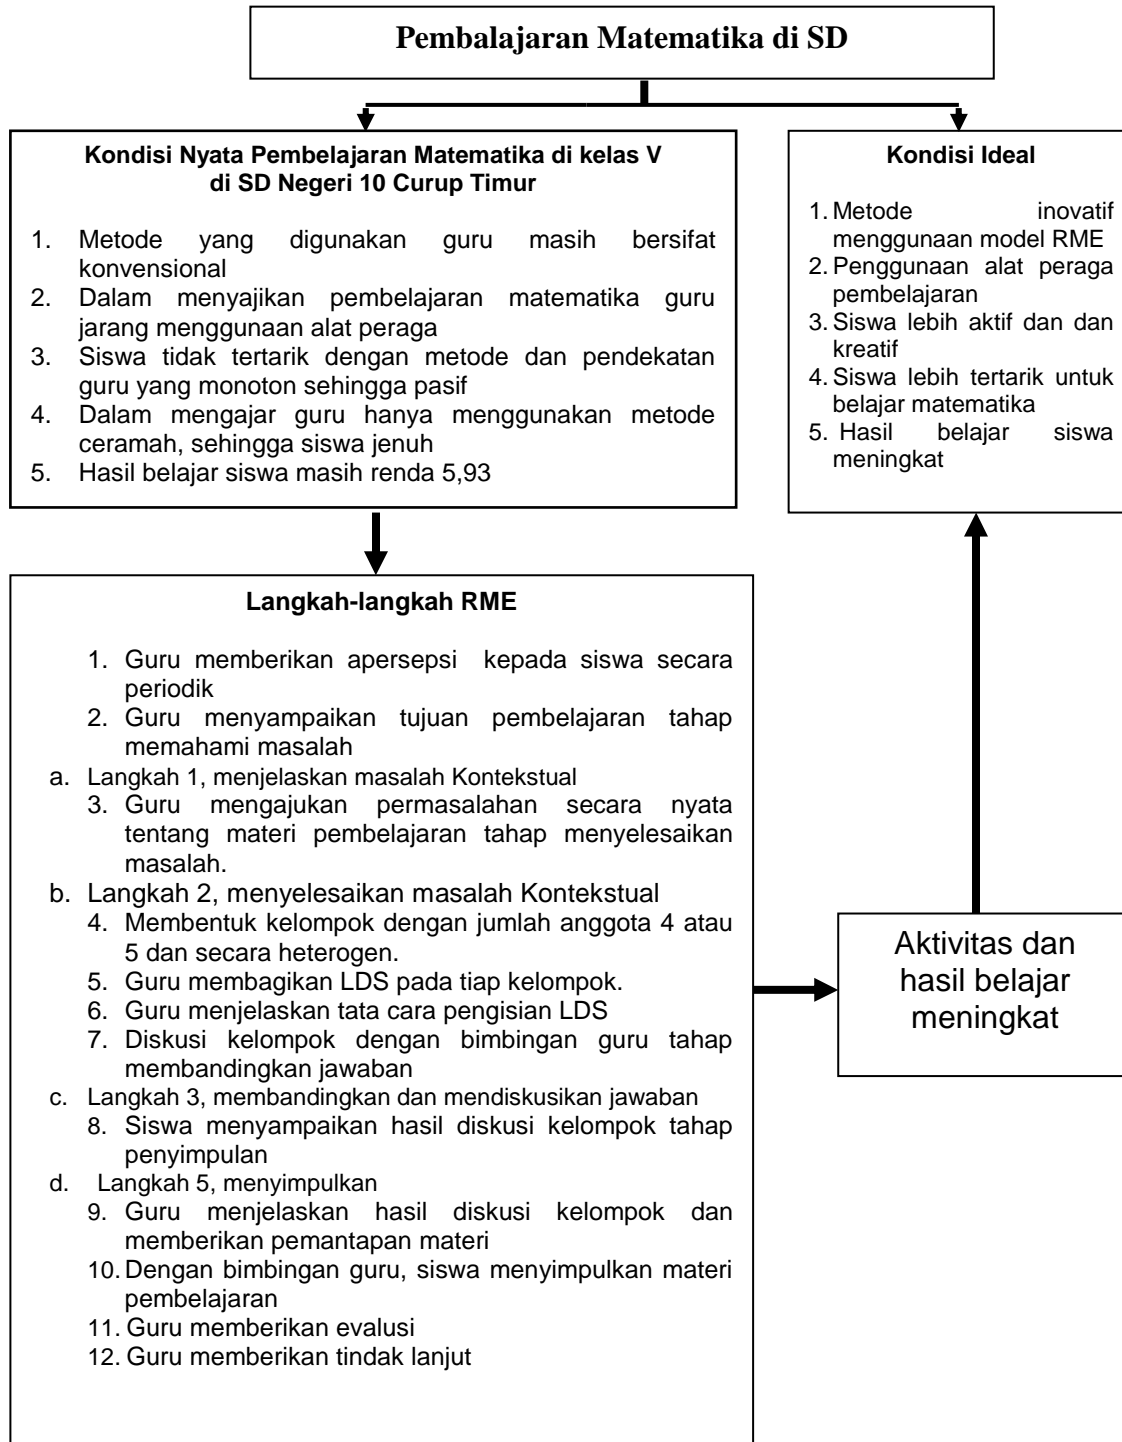 Pembalajaran Matematika di SD
Kondisi Nyata Pembelajaran Matematika di kelas V
di SD Negeri 10 Curup Timur
1. Metode yang digunakan guru masih bersifat
konvensional
2. Dalam menyajikan pembelajaran matematika guru
jarang menggunaan alat peraga
3. Siswa tidak tertarik dengan metode dan pendekatan
guru yang monoton sehingga pasif
4. Dalam mengajar guru hanya menggunakan metode
ceramah, sehingga siswa jenuh
5. Hasil belajar siswa masih renda 5,93
Kondisi Ideal
1. Metode inovatif
menggunaan model RME
2. Penggunaan alat peraga
pembelajaran
3. Siswa lebih aktif dan dan
kreatif
4. Siswa lebih tertarik untuk
belajar matematika
5. Hasil belajar siswa
meningkat
Langkah-langkah RME
1. Guru memberikan apersepsi kepada siswa secara
periodik
2. Guru menyampaikan tujuan pembelajaran tahap
memahami masalah
a. Langkah 1, menjelaskan masalah Kontekstual
3. Guru mengajukan permasalahan secara nyata
tentang materi pembelajaran tahap menyelesaikan
masalah.
b. Langkah 2, menyelesaikan masalah Kontekstual
4. Membentuk kelompok dengan jumlah anggota 4 atau
5 dan secara heterogen.
5. Guru membagikan LDS pada tiap kelompok.
6. Guru menjelaskan tata cara pengisian LDS
7. Diskusi kelompok dengan bimbingan guru tahap
membandingkan jawaban
c. Langkah 3, membandingkan dan mendiskusikan jawaban
8. Siswa menyampaikan hasil diskusi kelompok tahap
penyimpulan
d. Langkah 5, menyimpulkan
9. Guru menjelaskan hasil diskusi kelompok dan
memberikan pemantapan materi
10. Dengan bimbingan guru, siswa menyimpulkan materi
pembelajaran
11. Guru memberikan evalusi
12. Guru memberikan tindak lanjut
Aktivitas dan
hasil belajar
meningkat